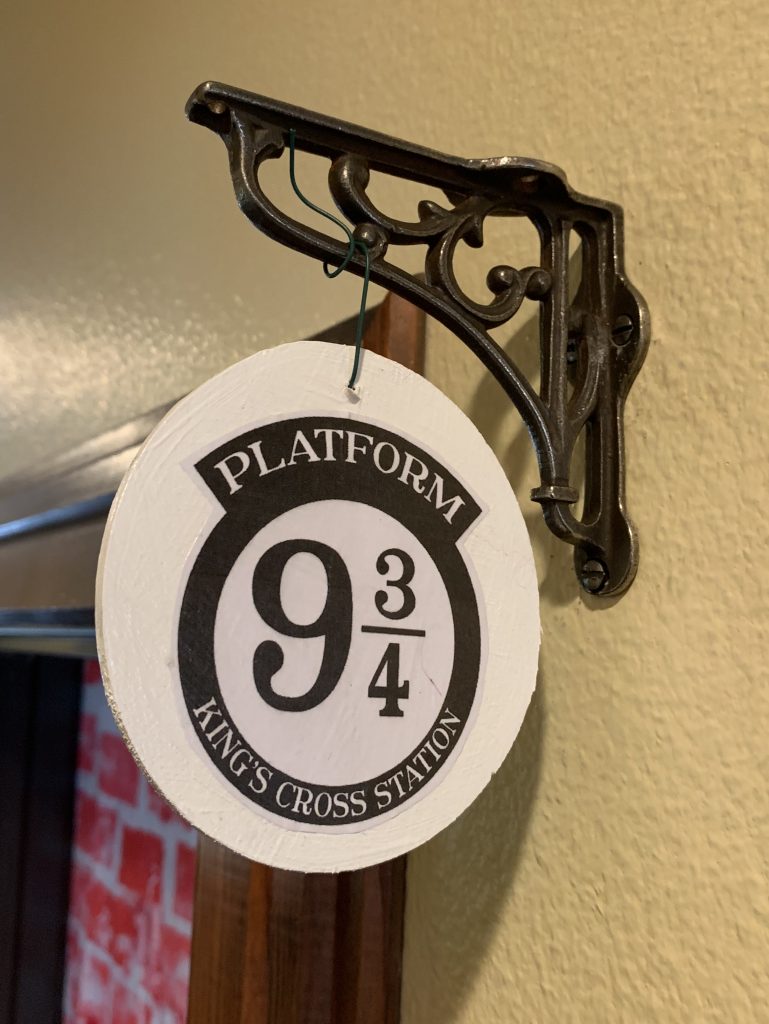 PLATFORM
9 3/4
KING'S CROSS STATION